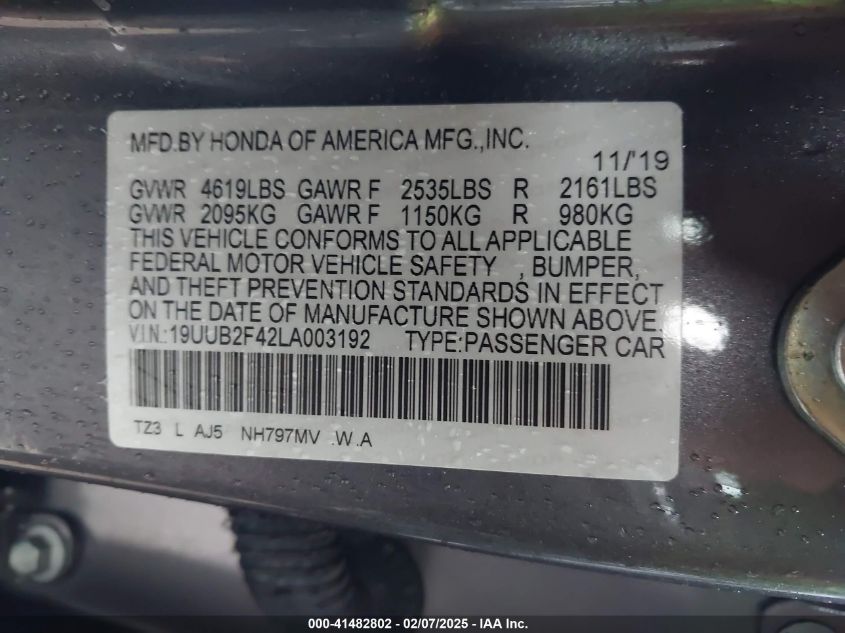 MFD.BY HONDA OF AMERICA MFG.,INC.
11/'19
GVWR 4619LBS GAWR F 2535LBS R 2161LBS
GVWR 2095KG GAWR F 1150KG R 980KG
THIS VEHICLE CONFORMS TO ALL APPLICABLE
FEDERAL MOTOR VEHICLE SAFETY , BUMPER,
AND THEFT PREVENTION STANDARDS IN EFFECT
ON THE DATE OF MANUFACTURE SHOWN ABOVE.
V.I.N.:19UUB2F42LA003192 TYPE:PASSENGER CAR
TZ3 L AJ5 NH797MV .W .A
000-41482802 - 02/07/2025 - IAA Inc.